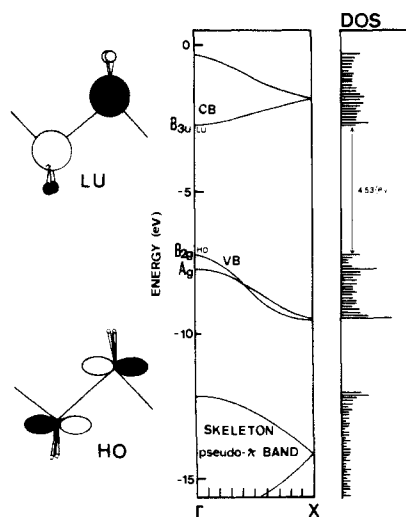 DOS
0
CB
B3u LU
LU
4.53/eV
-5
ENERGY (eV)
B2g HO
VB
Ag
-10
HO
SKELETON
pseudo-π BAND
-15
Γ
X